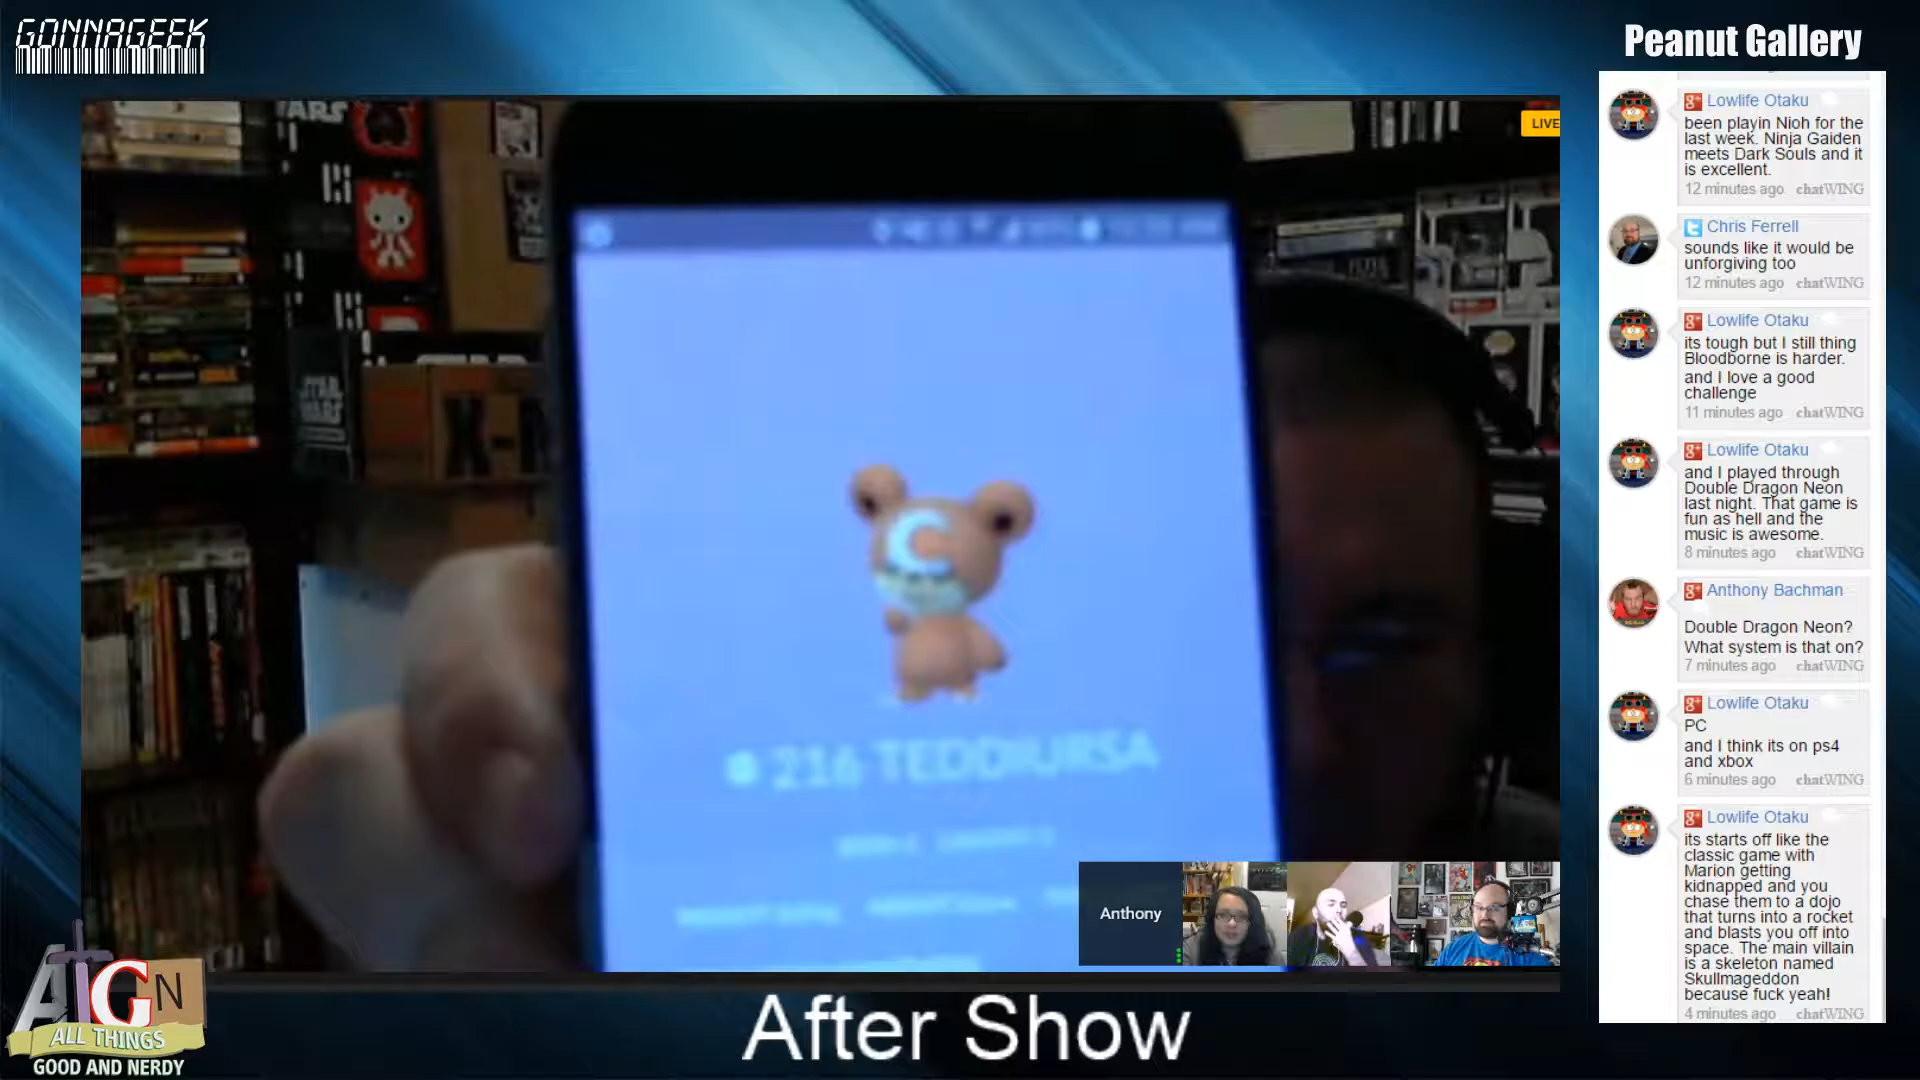 GONNAGEEK
Peanut Gallery
LIVE
STAR
WARS
216 TEDDIURSA
Anthony
After Show
ATGN
ALL THINGS
GOOD AND NERDY
Lowlife Otaku
been playin Nioh for the
last week. Ninja Gaiden
meets Dark Souls and it
is excellent.
12 minutes ago chatWING
Chris Ferrell
sounds like it would be
unforgiving too
12 minutes ago chatWING
Lowlife Otaku
its tough but I still thing
Bloodborne is harder.
and I love a good
challenge
11 minutes ago chatWING
Lowlife Otaku
and I played through
Double Dragon Neon
last night. That game is
fun as hell and the
music is awesome.
8 minutes ago chatWING
Anthony Bachman
Double Dragon Neon?
What system is that on?
7 minutes ago chatWING
Lowlife Otaku
PC
and I think its on ps4
and xbox
6 minutes ago chatWING
Lowlife Otaku
its starts off like the
classic game with
Marion getting
kidnapped and you
chase them to a dojo
that turns into a rocket
and blasts you off into
space. The main villain
is a skeleton named
Skullmageddon
because fuck yeah!
4 minutes ago chatWING